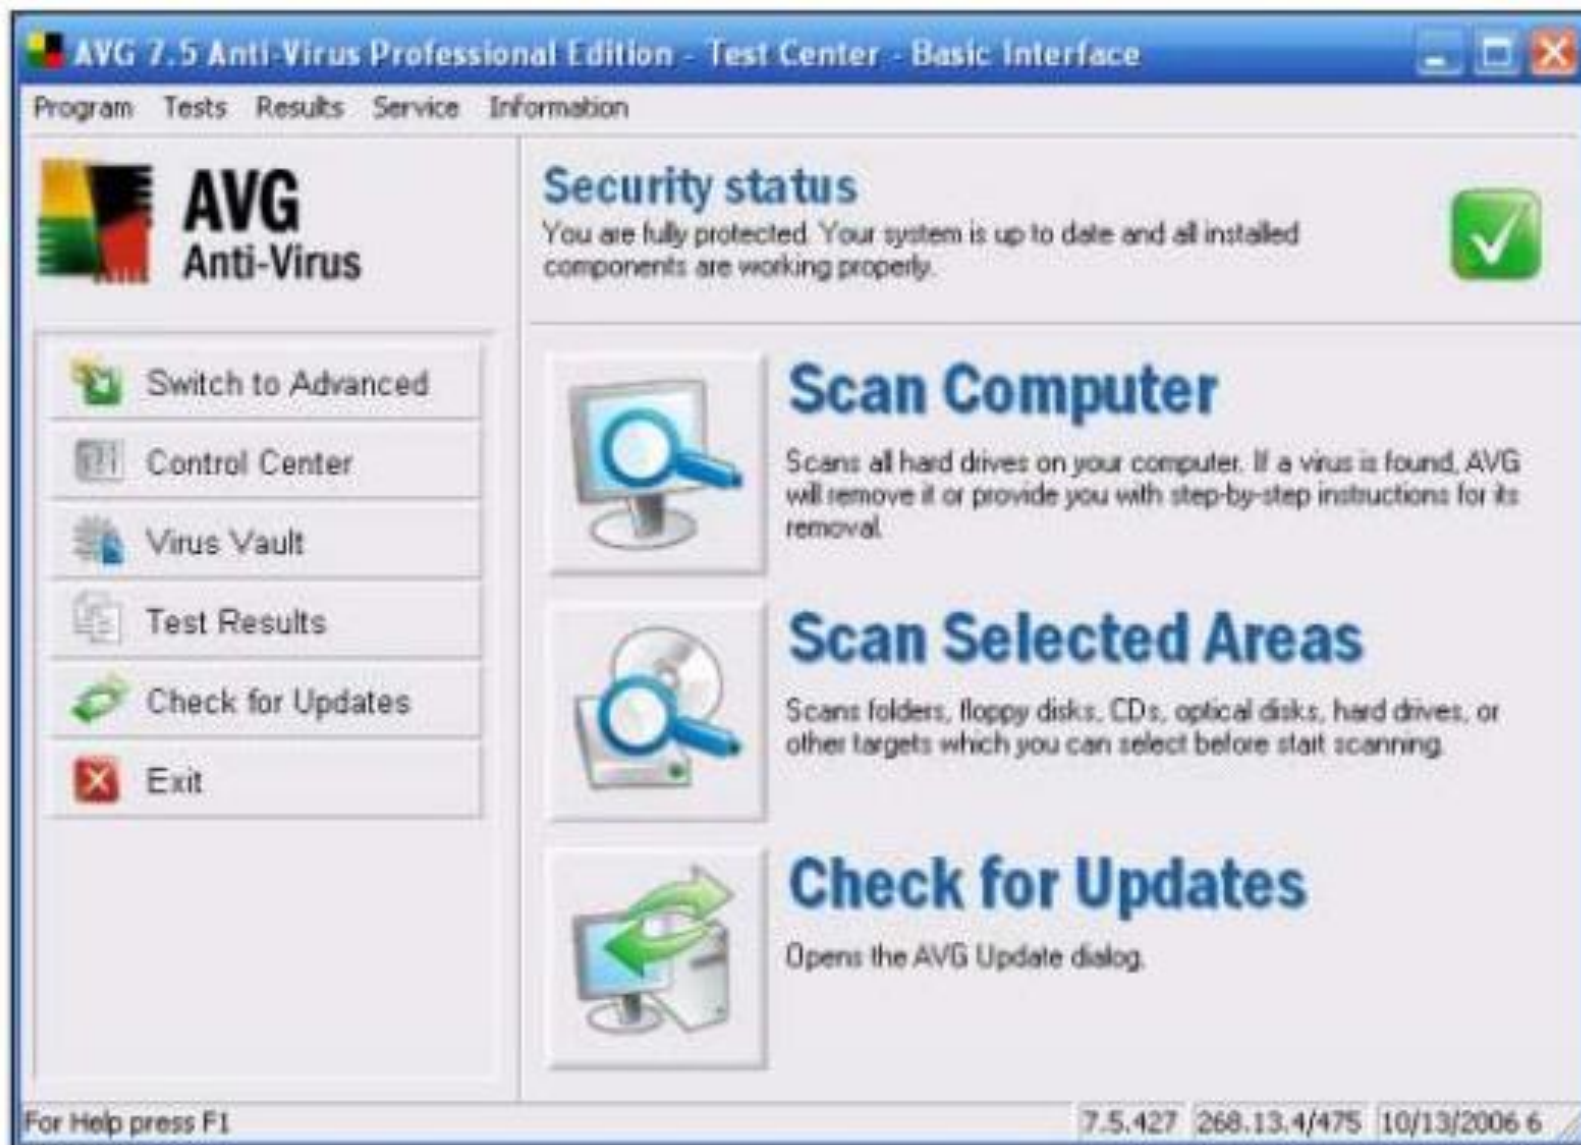 AVG 7.5 Anti-Virus Professional Edition - Test Center - Basic Interface
Program Tests Results Service Information
AVG
Anti-Virus
Switch to Advanced
Control Center
Virus Vault
Test Results
Check for Updates
Exit
Security status
You are fully protected. Your system is up to date and all installed
components are working properly.
Scan Computer
Scans all hard drives on your computer. If a virus is found, AVG
will remove it or provide you with step-by-step instructions for its
removal.
Scan Selected Areas
Scans folders, floppy disks, CDs, optical disks, hard drives, or
other targets which you can select before start scanning.
Check for Updates
Opens the AVG Update dialog.
For Help press F1
7.5.427 268.13.4/475 10/13/2006 6